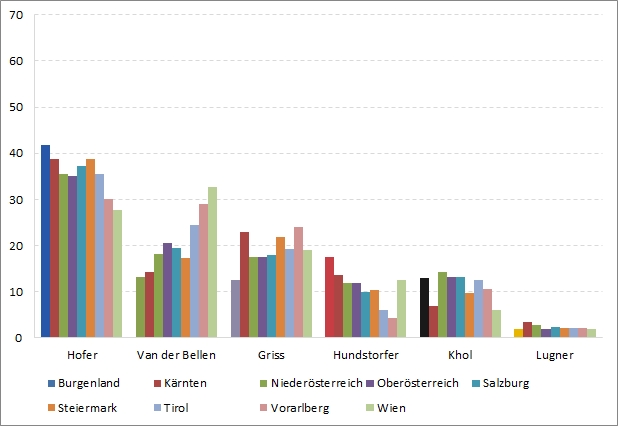 70
60
50
40
30
20
10
0
Hofer Van der Bellen Griss Hundstorfer Khol Lugner
Burgenland Kärnten Niederösterreich Oberösterreich Salzburg
Steiermark Tirol Vorarlberg Wien